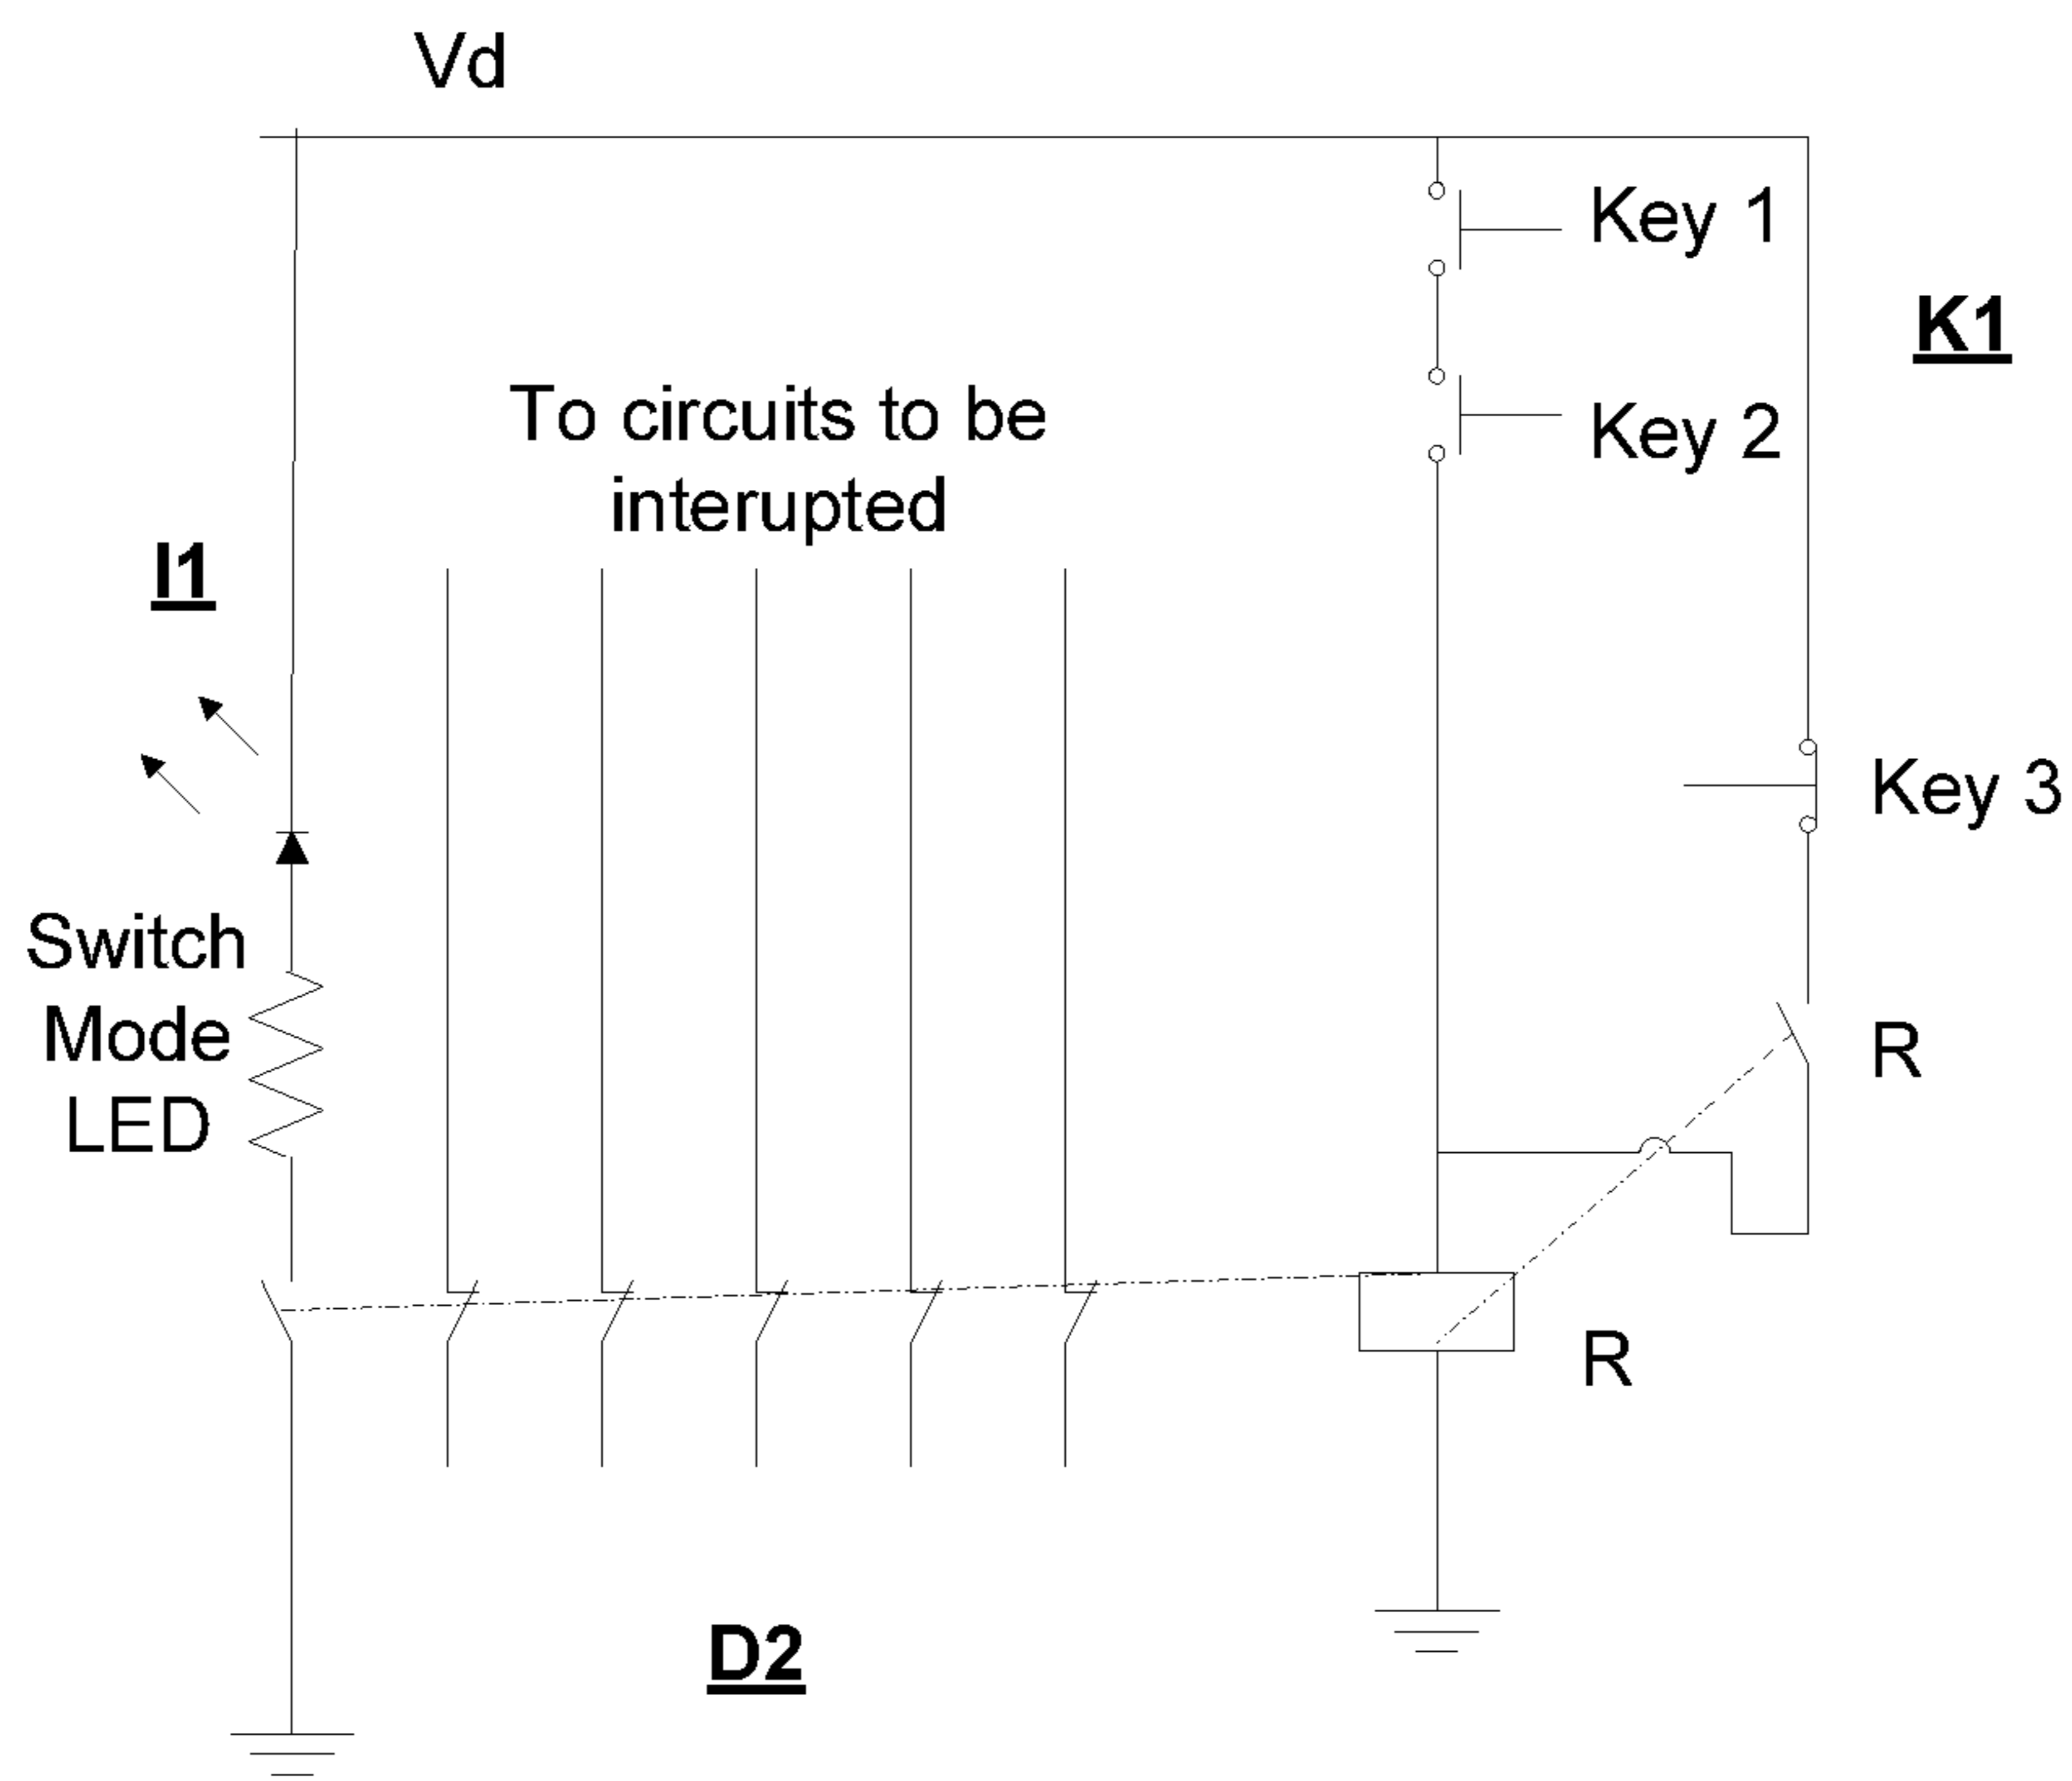 Vd
Key 1
K1
To circuits to be
interupted
Key 2
I1
Key 3
Switch
Mode
LED
R
R
D2